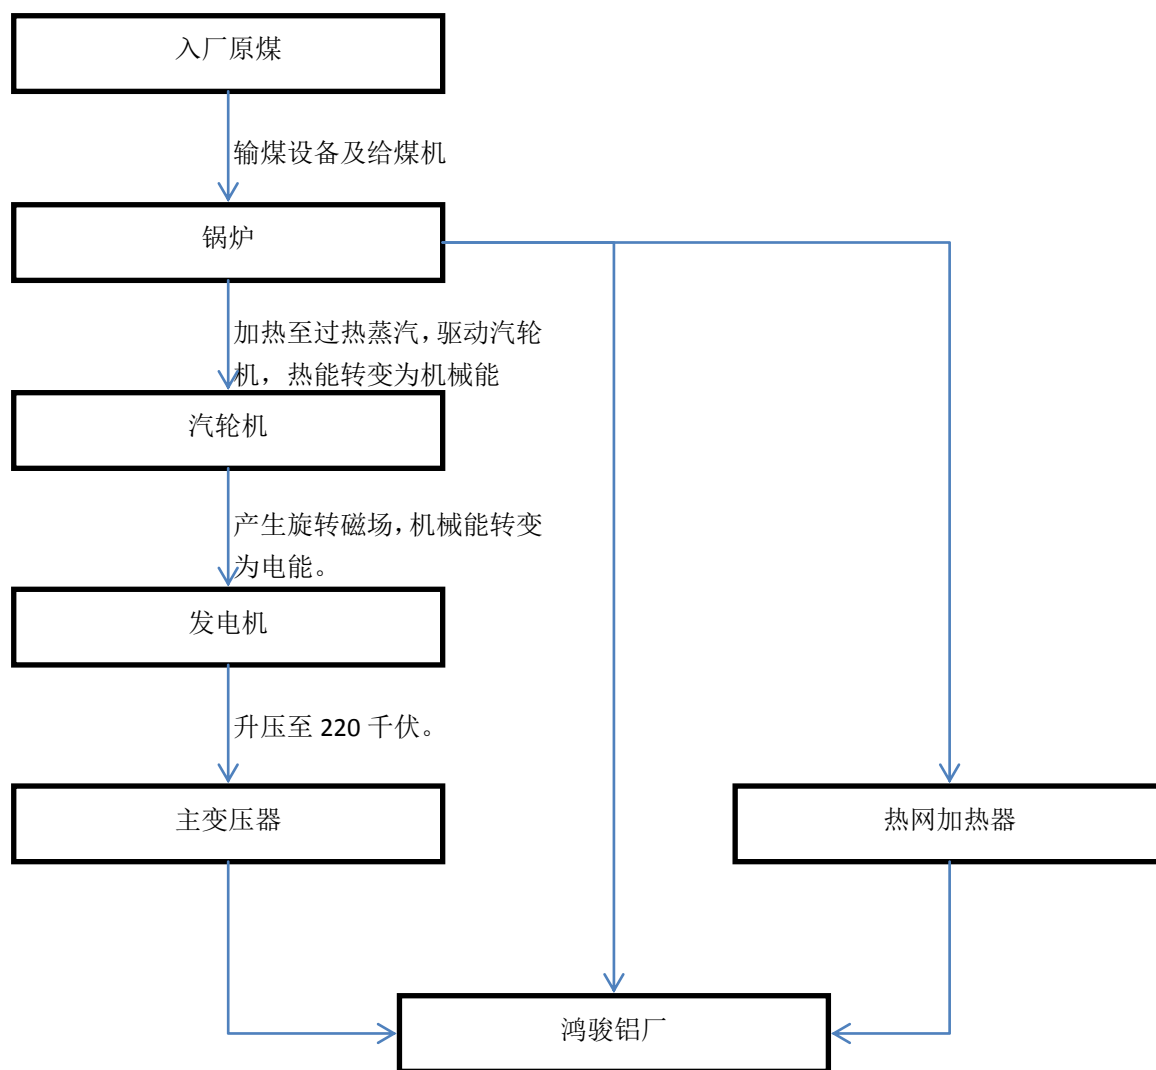 入厂原煤
输煤设备及给煤机
锅炉
加热至过热蒸汽，驱动汽轮
机，热能转变为机械能
汽轮机
产生旋转磁场，机械能转变
为电能。
发电机
升压至 220 千伏。
主变压器
热网加热器
鸿骏铝厂